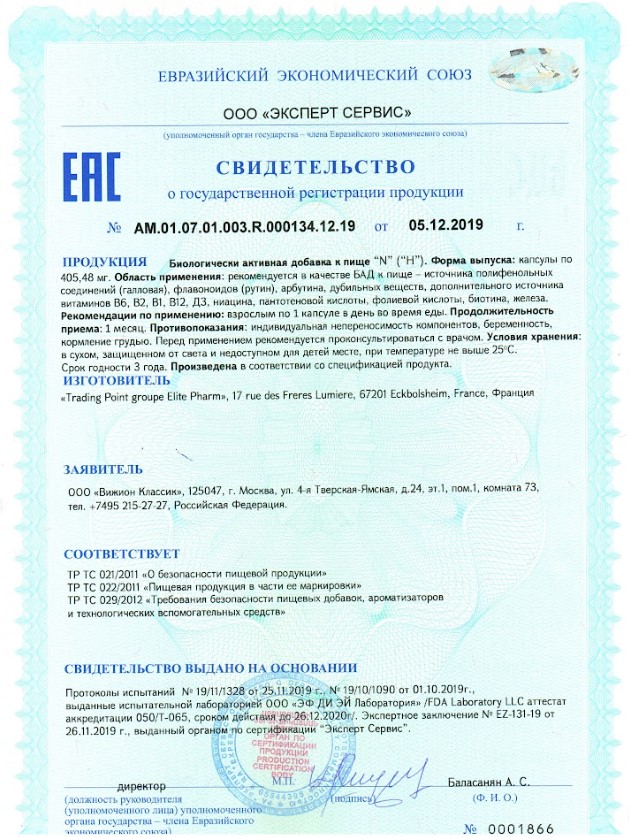 ЕВРАЗИЙСКИЙ ЭКОНОМИЧЕСКИЙ СОЮЗ
ООО «ЭКСПЕРТ СЕРВИС»
(уполномоченный орган государства – члена Евразийского экономического союза)
ЕАС
СВИДЕТЕЛЬСТВО
о государственной регистрации продукции
№ AM.01.07.01.003.R.000134.12.19 от 05.12.2019 г.
ПРОДУКЦИЯ Биологически активная добавка к пище “N” (“Н”). Форма выпуска: капсулы по
405,48 мг. Область применения: рекомендуется в качестве БАД к пище – источника полифенольных
соединений (галловая), флавоноидов (рутин), арбутина, дубильных веществ, дополнительного источника
витаминов В6, В2, В1, В12, Д3, ниацина, пантотеновой кислоты, фолиевой кислоты, биотина, железа.
Рекомендации по применению: взрослым по 1 капсуле в день во время еды. Продолжительность
приема: 1 месяц. Противопоказания: индивидуальная непереносимость компонентов, беременность,
кормление грудью. Перед применением рекомендуется проконсультироваться с врачом. Условия хранения:
в сухом, защищенном от света и недоступном для детей месте, при температуре не выше 25°С.
Срок годности 3 года. Произведена в соответствии со спецификацией продукта.
ИЗГОТОВИТЕЛЬ
«Trading Point groupe Elite Pharm», 17 rue des Freres Lumiere, 67201 Eckbolsheim, France, Франция
ЗАЯВИТЕЛЬ
ООО «Вижион Классик», 125047, г. Москва, ул. 4-я Тверская-Ямская, д.24, эт.1, пом.1, комната 73,
тел. +7495 215-27-27, Российская Федерация.
СООТВЕТСТВУЕТ
ТР ТС 021/2011 «О безопасности пищевой продукции»
ТР ТС 022/2011 “Пищевая продукция в части ее маркировки»
ТР ТС 029/2012 «Требования безопасности пищевых добавок, ароматизаторов
и технологических вспомогательных средств»
СВИДЕТЕЛЬСТВО ВЫДАНО НА ОСНОВАНИИ
Протоколы испытаний № 19/11/1328 от 25.11.2019 г., № 19/10/1090 от 01.10.2019г.,
выданные испытательной лабораторией ООО «ЭФ ДИ ЭЙ Лаборатория» /FDA Laboratory LLC аттестат
аккредитации 050/Т-065, сроком действия до 26.12.2020г/. Экспертное заключение № EZ-131-19 от
26.11.2019 г., выданный органом по сертификации “Эксперт Сервис”.
ОРГАН ПО
СЕРТИФИКАЦИИ
ПРОДУКЦИИ
PRODUCTION
CERTIFICATION
BODY
М.П.
директор
Баласанян А. С.
(должность руководителя
(подпись)
(Ф. И. О.)
(уполномоченного лица) уполномоченного
органа государства – члена Евразийского
экономического союза)
№ 0001866